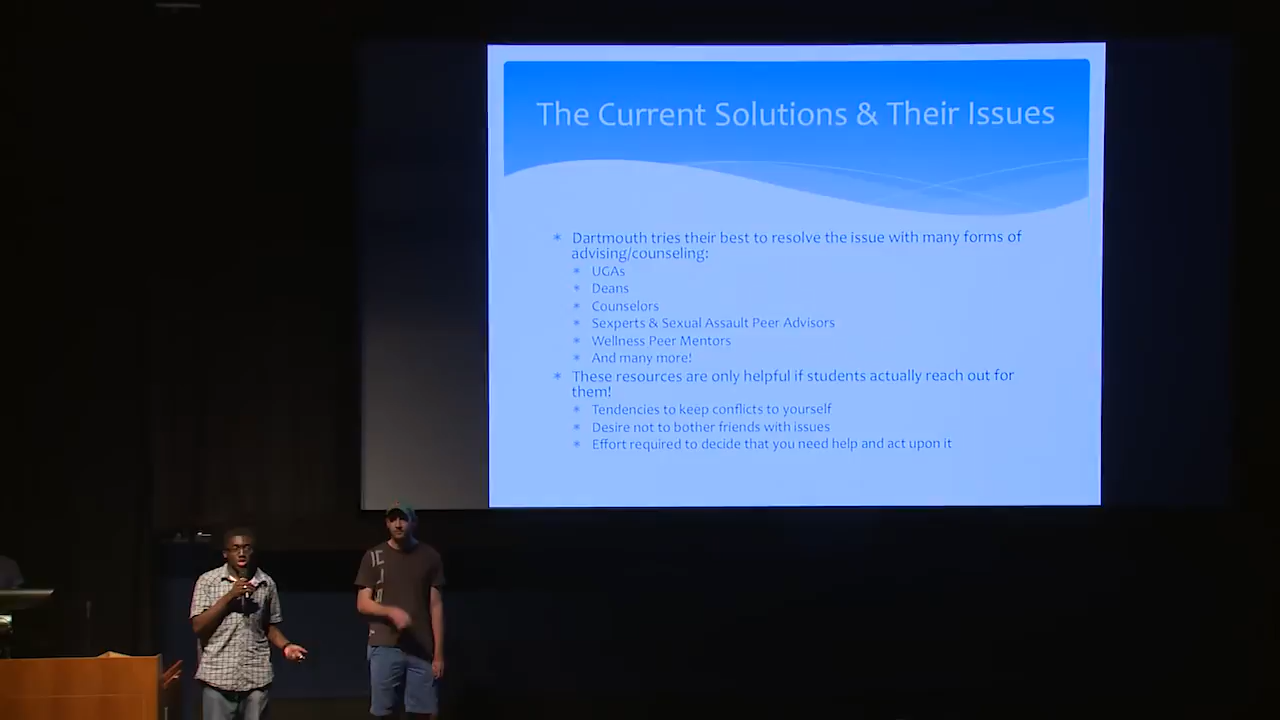 The Current Solutions & Their Issues
* Dartmouth tries their best to resolve the issue with many forms of
advising/counseling:
* UGAs
* Deans
* Counselors
* Sexperts & Sexual Assault Peer Advisors
* Wellness Peer Mentors
* And many more!
* These resources are only helpful if students actually reach out for
them!
* Tendencies to keep conflicts to yourself
* Desire not to bother friends with issues
* Effort required to decide that you need help and act upon it